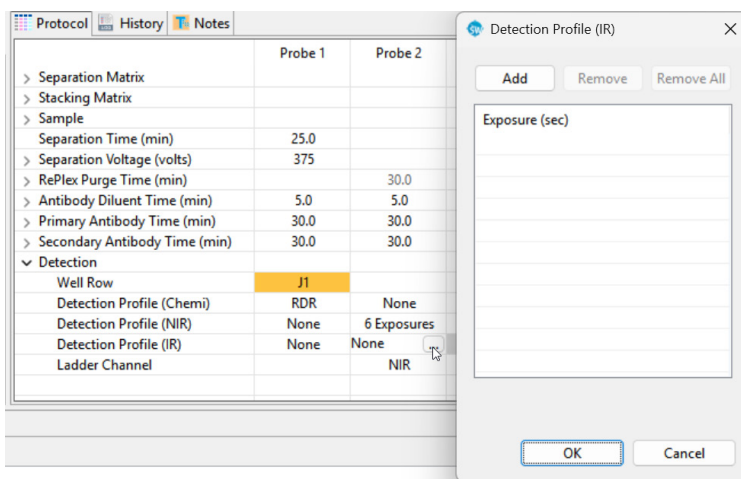 Protocol History Notes
Probe 1 Probe 2
Separation Matrix
Stacking Matrix
Sample
Separation Time (min) 25.0
Separation Voltage (volts) 375
RePlex Purge Time (min) 30.0
Antibody Diluent Time (min) 5.0 5.0
Primary Antibody Time (min) 30.0 30.0
Secondary Antibody Time (min) 30.0 30.0
Detection
Well Row J1
Detection Profile (Chemi) RDR None
Detection Profile (NIR) None 6 Exposures
Detection Profile (IR) None None ...
Ladder Channel NIR
SW Detection Profile (IR)
Add Remove Remove All
Exposure (sec)
OK Cancel